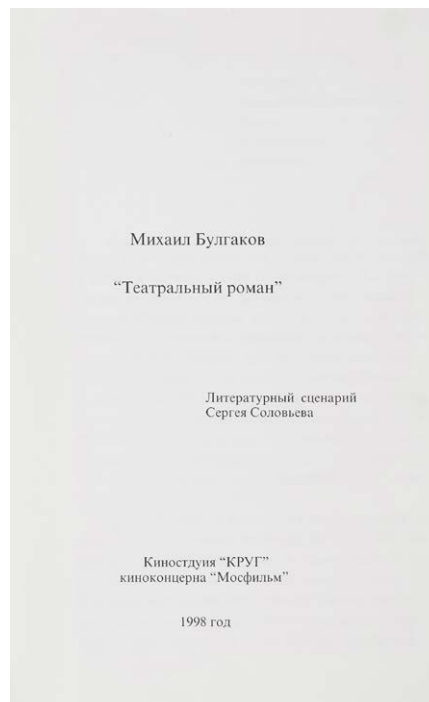 Михаил Булгаков
“Театральный роман”
Литературный сценарий
Сергея Соловьева
Киностдуия “КРУГ”
киноконцерна “Мосфильм”
1998 год